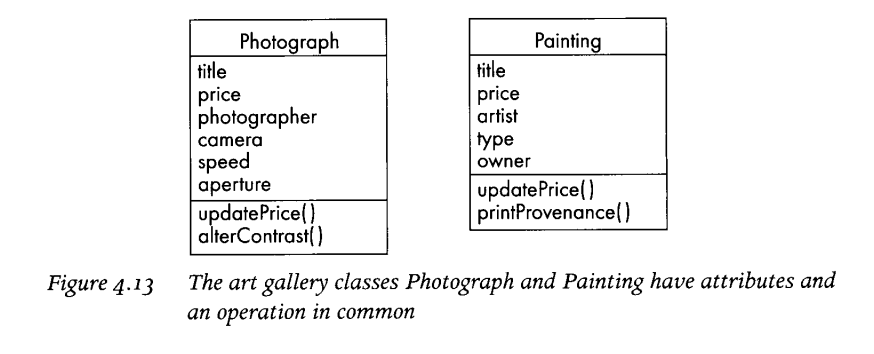 Photograph
title
price
photographer
camera
speed
aperture
updatePrice()
alterContrast()
Painting
title
price
artist
type
owner
updatePrice()
printProvenance()
Figure 4.13 The art gallery classes Photograph and Painting have attributes and
an operation in common